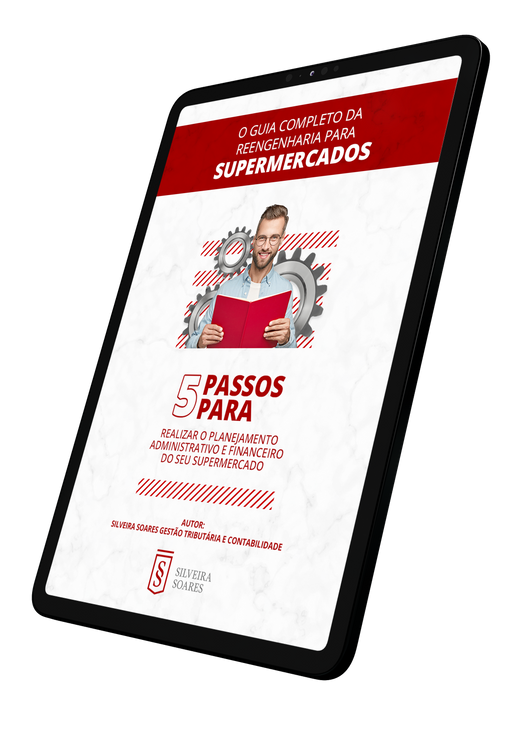 O GUIA COMPLETO DA
REENGENHARIA PARA
SUPERMERCADOS
5 PASSOS
PARA
REALIZAR O PLANEJAMENTO
ADMINISTRATIVO E FINANCEIRO
DO SEU SUPERMERCADO
AUTOR:
SILVEIRA SOARES GESTÃO TRIBUTÁRIA E CONTABILIDADE
SILVEIRA
SOARES